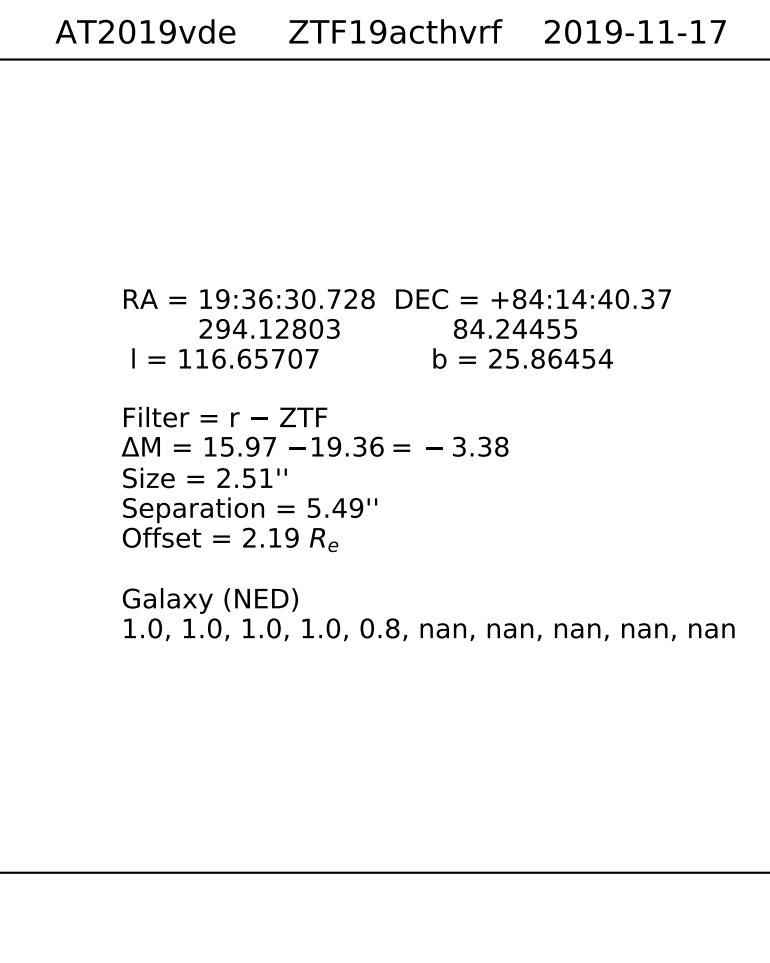 AT2019vde ZTF19acthvrf 2019-11-17
RA = 19:36:30.728 DEC = +84:14:40.37
294.12803 84.24455
l = 116.65707 b = 25.86454
Filter = r − ZTF
ΔM = 15.97 −19.36 = − 3.38
Size = 2.51''
Separation = 5.49''
Offset = 2.19 Rₑ
Galaxy (NED)
1.0, 1.0, 1.0, 1.0, 0.8, nan, nan, nan, nan, nan